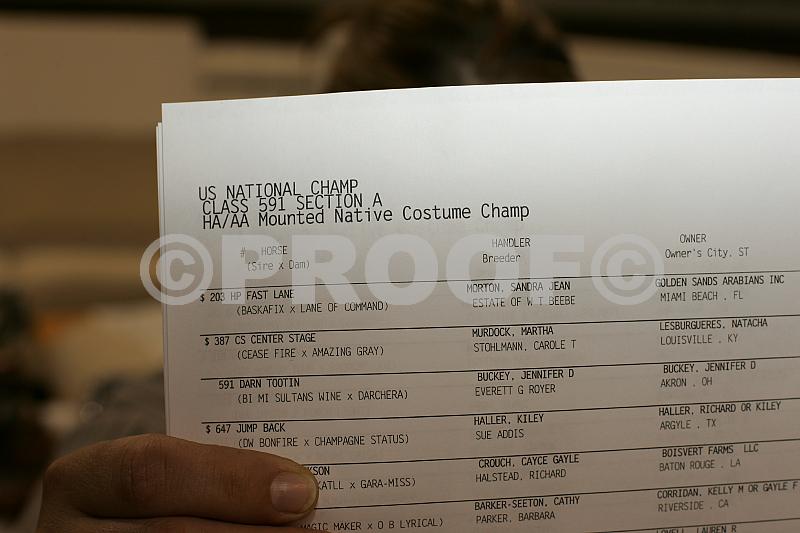 US NATIONAL CHAMP
CLASS 591 SECTION A
HA/AA Mounted Native Costume Champ
# HORSE HANDLER OWNER
(Sire x Dam) Breeder Owner's City, ST
©PROOF©
$ 203 HP FAST LANE MORTON, SANDRA JEAN GOLDEN SANDS ARABIANS INC
(BASKAFIX x LANE OF COMMAND) ESTATE OF W T BEEBE MIAMI BEACH , FL
$ 387 CS CENTER STAGE MURDOCK, MARTHA LESBURGUERES, NATACHA
(CEASE FIRE x AMAZING GRAY) STOHLMANN, CAROLE T LOUISVILLE , KY
591 DARN TOOTIN BUCKEY, JENNIFER D BUCKEY, JENNIFER D
(BI MI SULTANS WINE x DARCHERA) EVERETT G ROYER AKRON , OH
$ 647 JUMP BACK HALLER, KILEY HALLER, RICHARD OR KILEY
(DW BONFIRE x CHAMPAGNE STATUS) SUE ADDIS ARGYLE , TX
KSON CROUCH, CAYCE GAYLE BOISVERT FARMS LLC
KATLL x GARA-MISS) HALSTEAD, RICHARD BATON ROUGE , LA
BARKER-SEETON, CATHY CORRIDAN, KELLY M OR GAYLE F
MAGIC MAKER x O B LYRICAL) PARKER, BARBARA RIVERSIDE , CA
LOVELL, LAUREN R